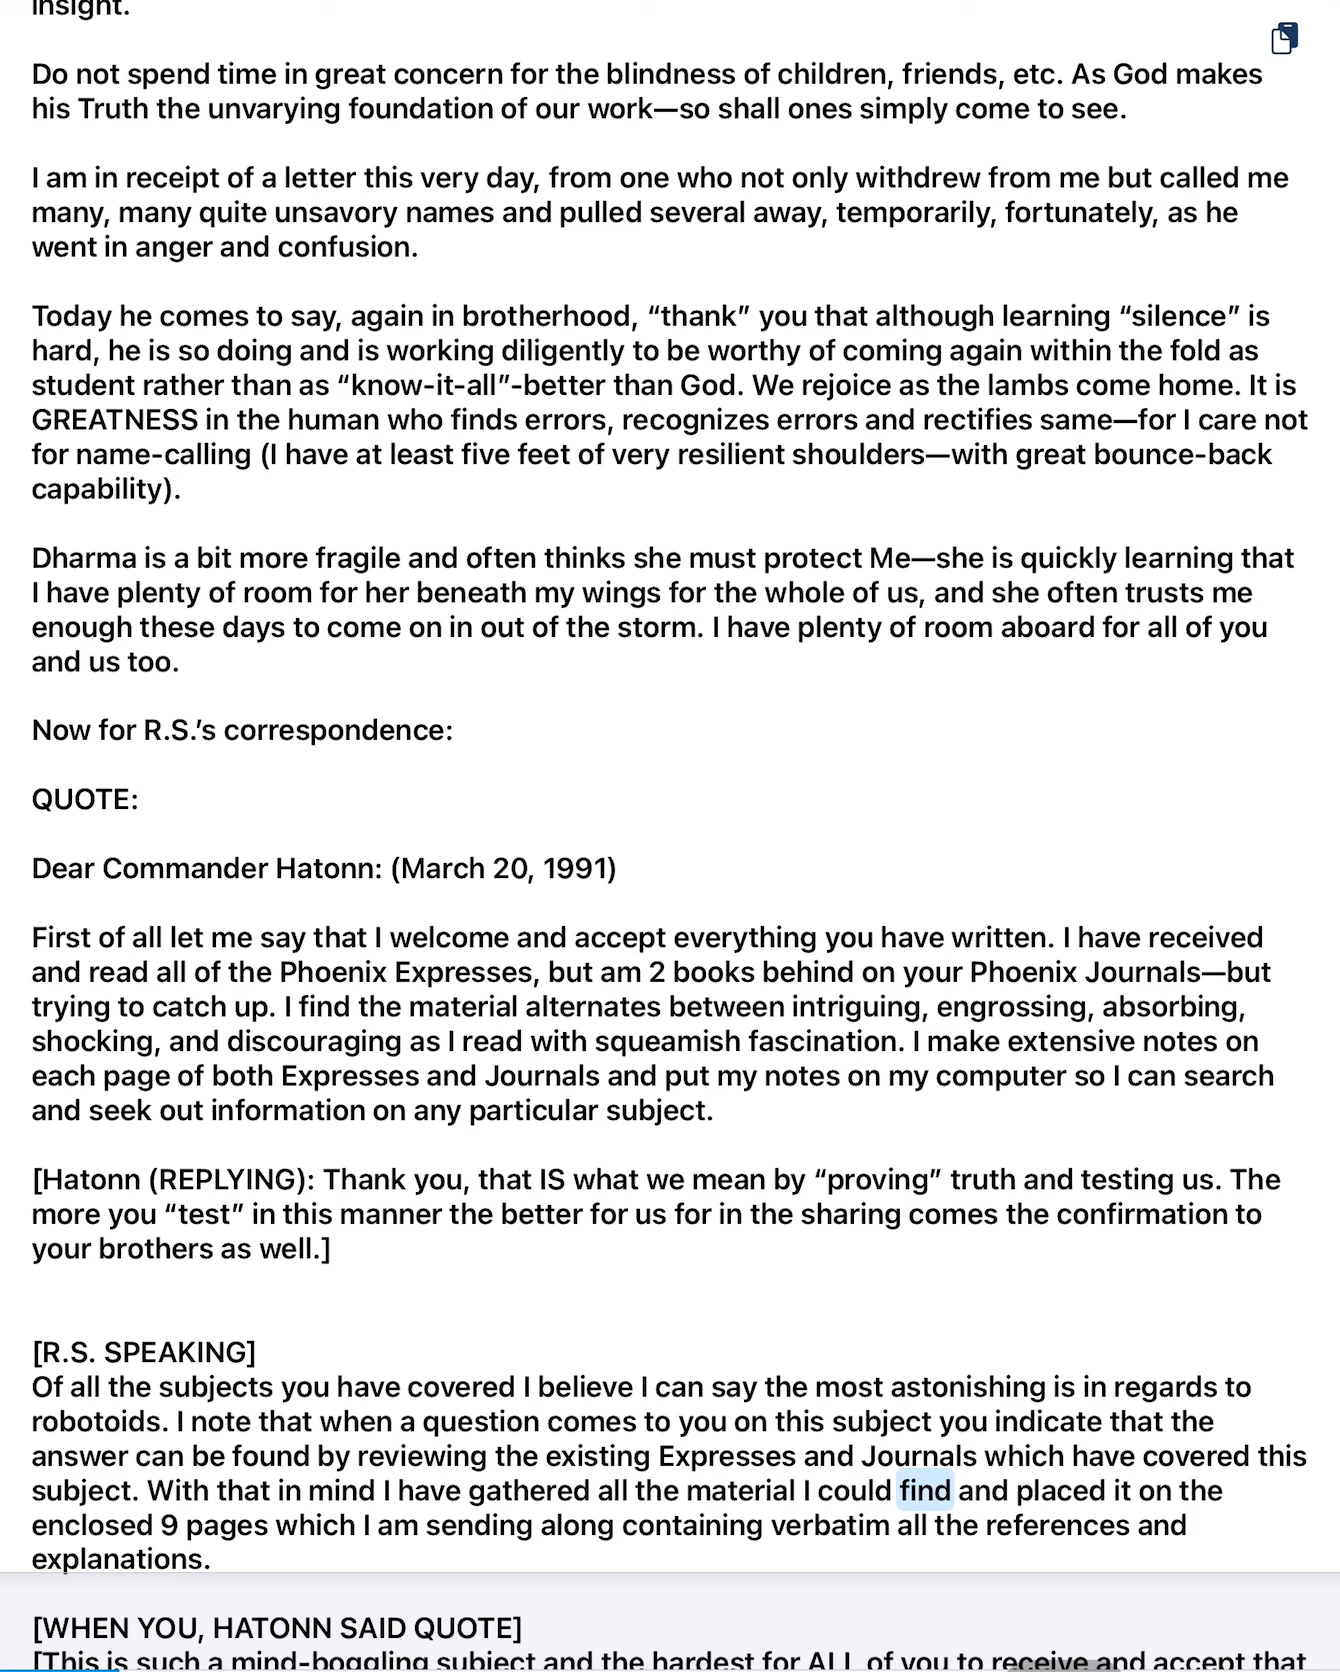 insight.
Do not spend time in great concern for the blindness of children, friends, etc. As God makes
his Truth the unvarying foundation of our work—so shall ones simply come to see.
I am in receipt of a letter this very day, from one who not only withdrew from me but called me
many, many quite unsavory names and pulled several away, temporarily, fortunately, as he
went in anger and confusion.
Today he comes to say, again in brotherhood, “thank” you that although learning “silence” is
hard, he is so doing and is working diligently to be worthy of coming again within the fold as
student rather than as “know-it-all”-better than God. We rejoice as the lambs come home. It is
GREATNESS in the human who finds errors, recognizes errors and rectifies same—for I care not
for name-calling (I have at least five feet of very resilient shoulders—with great bounce-back
capability).
Dharma is a bit more fragile and often thinks she must protect Me—she is quickly learning that
I have plenty of room for her beneath my wings for the whole of us, and she often trusts me
enough these days to come on in out of the storm. I have plenty of room aboard for all of you
and us too.
Now for R.S.’s correspondence:
QUOTE:
Dear Commander Hatonn: (March 20, 1991)
First of all let me say that I welcome and accept everything you have written. I have received
and read all of the Phoenix Expresses, but am 2 books behind on your Phoenix Journals—but
trying to catch up. I find the material alternates between intriguing, engrossing, absorbing,
shocking, and discouraging as I read with squeamish fascination. I make extensive notes on
each page of both Expresses and Journals and put my notes on my computer so I can search
and seek out information on any particular subject.
[Hatonn (REPLYING): Thank you, that IS what we mean by “proving” truth and testing us. The
more you “test” in this manner the better for us for in the sharing comes the confirmation to
your brothers as well.]
[R.S. SPEAKING]
Of all the subjects you have covered I believe I can say the most astonishing is in regards to
robotoids. I note that when a question comes to you on this subject you indicate that the
answer can be found by reviewing the existing Expresses and Journals which have covered this
subject. With that in mind I have gathered all the material I could find and placed it on the
enclosed 9 pages which I am sending along containing verbatim all the references and
explanations.
[WHEN YOU, HATONN SAID QUOTE]
[This is such a mind-boggling subject and the hardest for ALL of you to receive and accept that